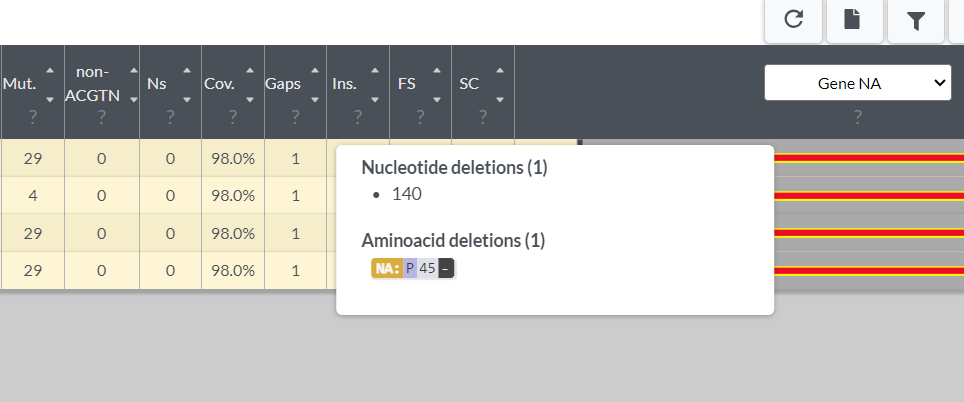 Mut. non-ACGTN Ns Cov. Gaps Ins. FS SC Gene NA
? ? ? ? ? ? ? ? ?
29 0 0 98.0% 1
4 0 0 98.0% 1
29 0 0 98.0% 1
29 0 0 98.0% 1
Nucleotide deletions (1)
• 140
Aminoacid deletions (1)
NA: P 45 -